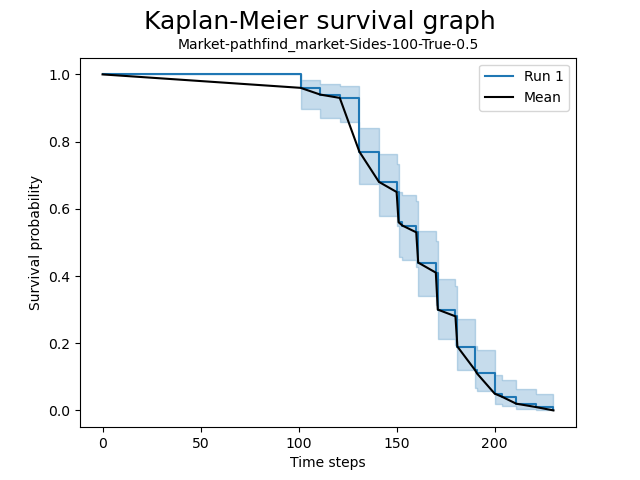 Kaplan-Meier survival graph
Market-pathfind_market-Sides-100-True-0.5
Run 1
Mean
1.0
0.8
0.6
0.4
0.2
0.0
Survival probability
0
50
100
150
200
Time steps